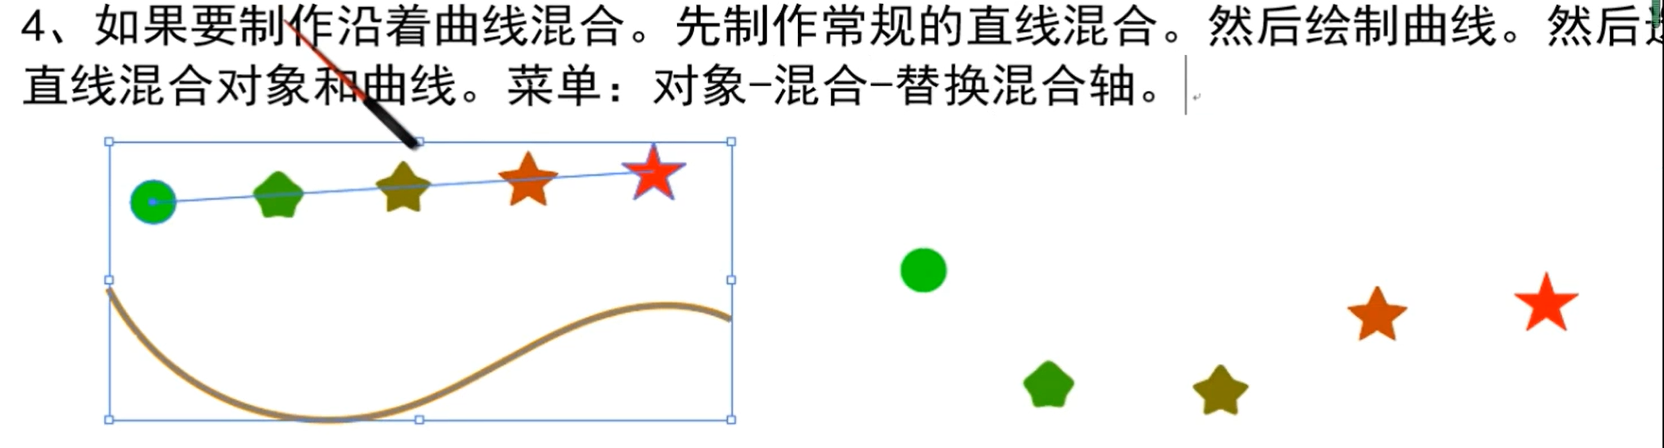 4、如果要制作沿着曲线混合。先制作常规的直线混合。然后绘制曲线。然后
直线混合对象和曲线。菜单：对象-混合-替换混合轴。